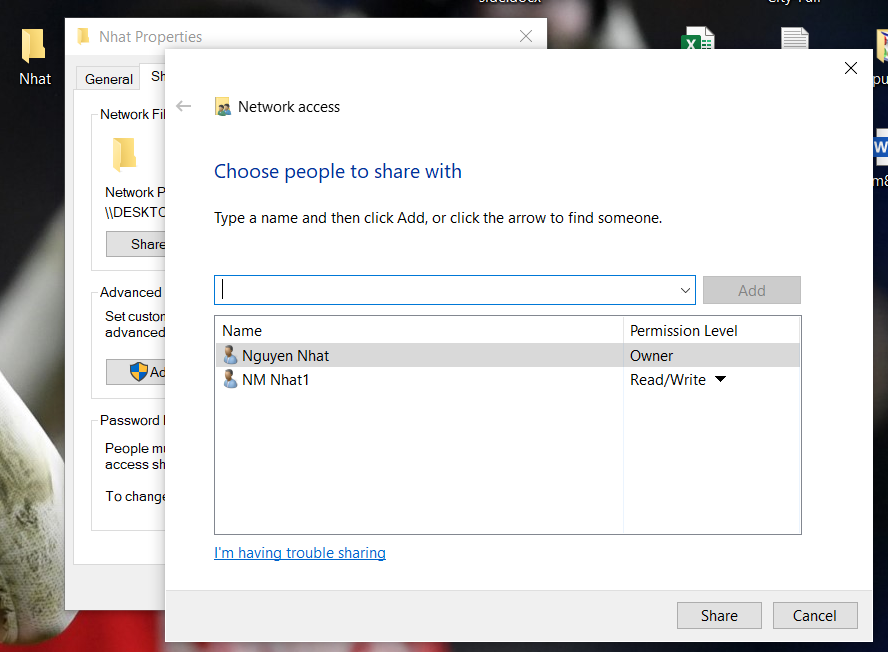 Nhat
Nhat Properties
General
Sh
Network Fil
Network P
\\DESKTO
Share
Advanced
Set custom
advanced
Ad
Password
People mu
access sh
To change
Network access
Choose people to share with
Type a name and then click Add, or click the arrow to find someone.
Add
Name
Permission Level
Nguyen Nhat
Owner
NM Nhat1
Read/Write
I'm having trouble sharing
Share
Cancel
pu
m8